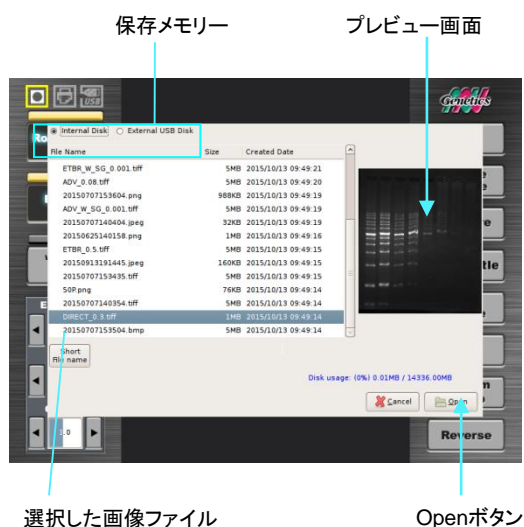 保存メモリー
プレビュー画面
USB
Genetics
Internal Disk External USB Disk
File Name Size Created Date
ETBR_W_SG_0.001.tiff 5MB 2015/10/13 09:49:21
ADV_0.08.tiff 5MB 2015/10/13 09:49:20
20150707153604.png 988KB 2015/10/13 09:49:19
ADV_W_SG_0.001.tiff 5MB 2015/10/13 09:49:19
20150707140404.jpeg 32KB 2015/10/13 09:49:19
20150625140158.png 1MB 2015/10/13 09:49:16
ETBR_0.5.tiff 5MB 2015/10/13 09:49:15
20150913191445.jpeg 160KB 2015/10/13 09:49:15
20150707153435.tiff 5MB 2015/10/13 09:49:15
50P.png 76KB 2015/10/13 09:49:14
20150707140354.tiff 5MB 2015/10/13 09:49:14
DIRECT_0.3.tiff 1MB 2015/10/13 09:49:14
20150707153504.bmp 5MB 2015/10/13 09:49:14
Short
File name
Disk usage: (0%) 0.01MB / 14336.00MB
Cancel Open
Reverse
選択した画像ファイル
Openボタン